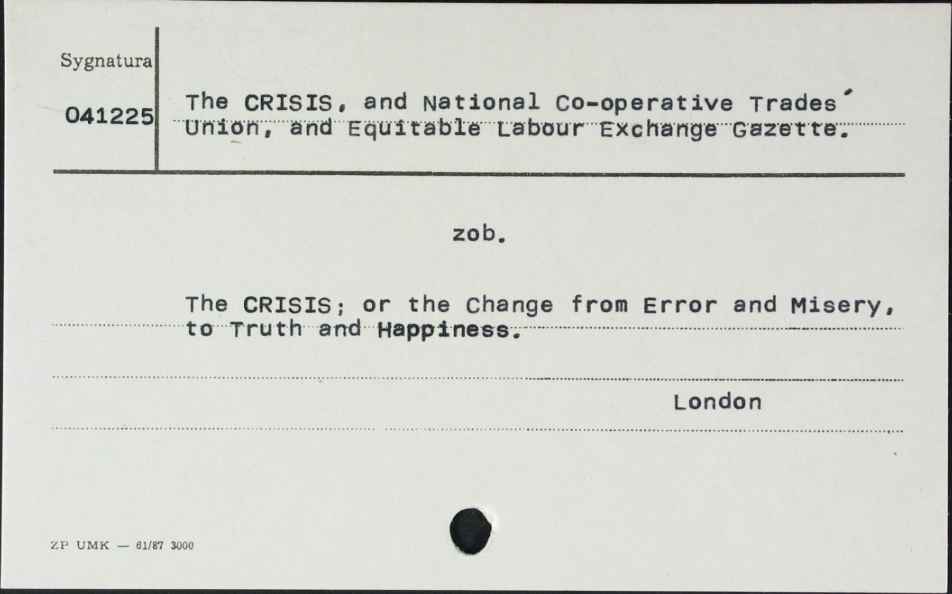 Sygnatura
041225
The CRISIS, and National Co-operative Trades´
Union, and Equitable Labour Exchange Gazette.
zob.
The CRISIS; or the Change from Error and Misery,
to Truth and Happiness.
London
ZP UMK — 61/87 3000